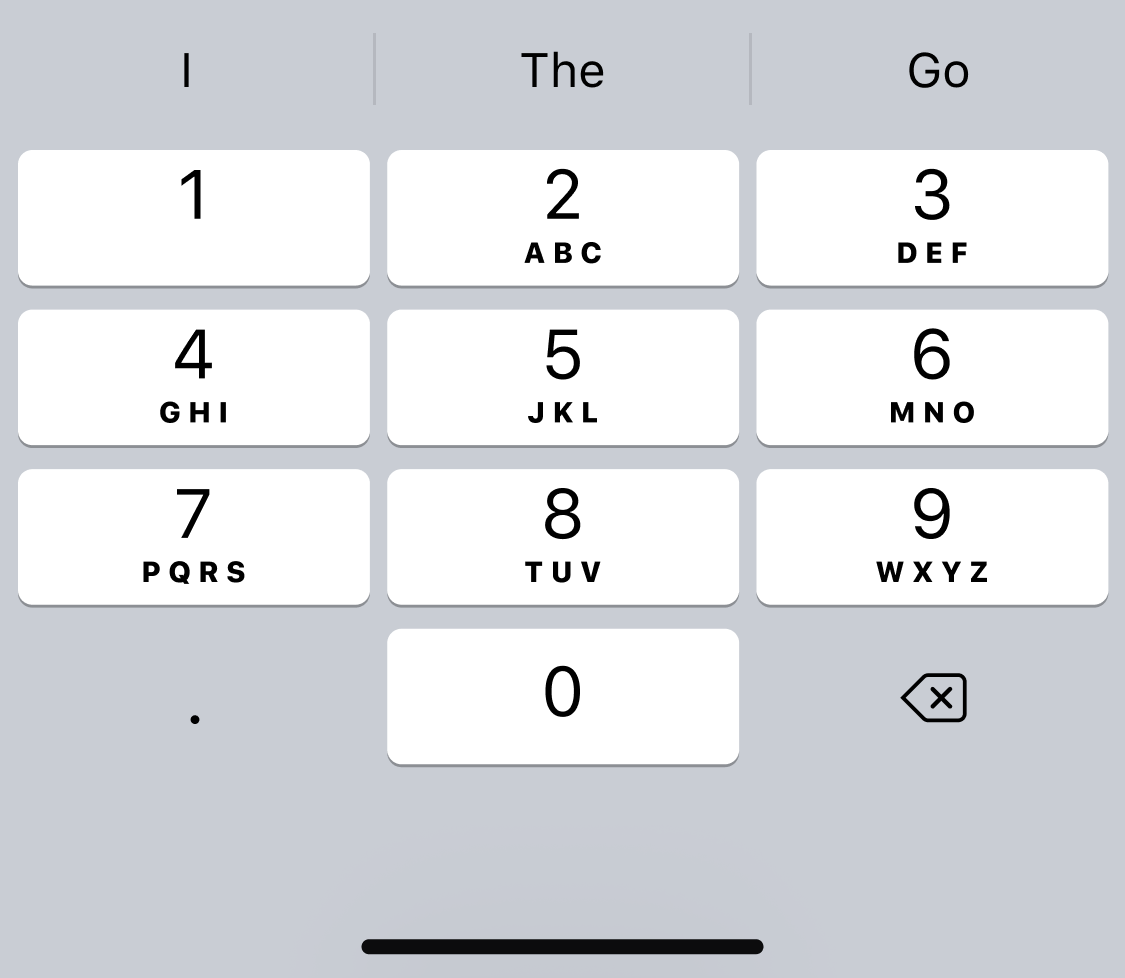 I The Go
1 2 3
ABC DEF
4 5 6
GHI JKL MNO
7 8 9
PQRS TUV WXYZ
. 0